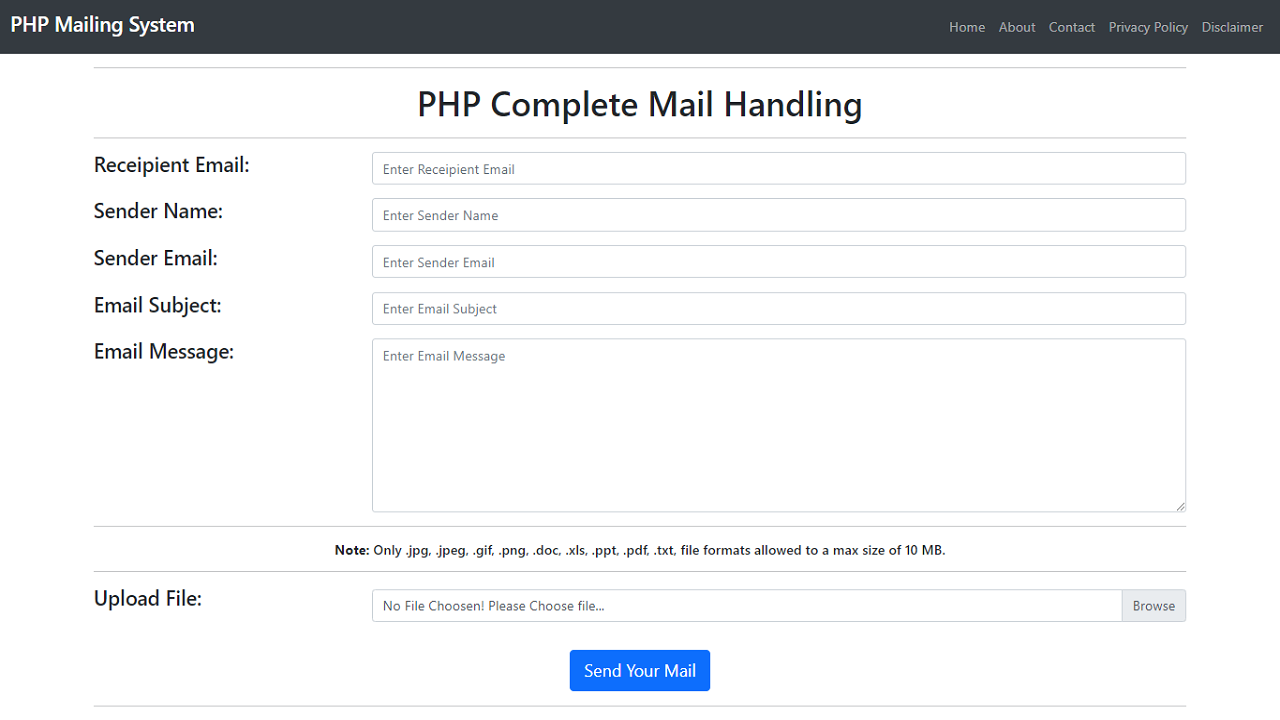 PHP Mailing System Home About Contact Privacy Policy Disclaimer
PHP Complete Mail Handling
Receipient Email: Enter Receipient Email
Sender Name: Enter Sender Name
Sender Email: Enter Sender Email
Email Subject: Enter Email Subject
Email Message: Enter Email Message
Note: Only .jpg, .jpeg, .gif, .png, .doc, .xls, .ppt, .pdf, .txt, file formats allowed to a max size of 10 MB.
Upload File: No File Choosen! Please Choose file... Browse
Send Your Mail